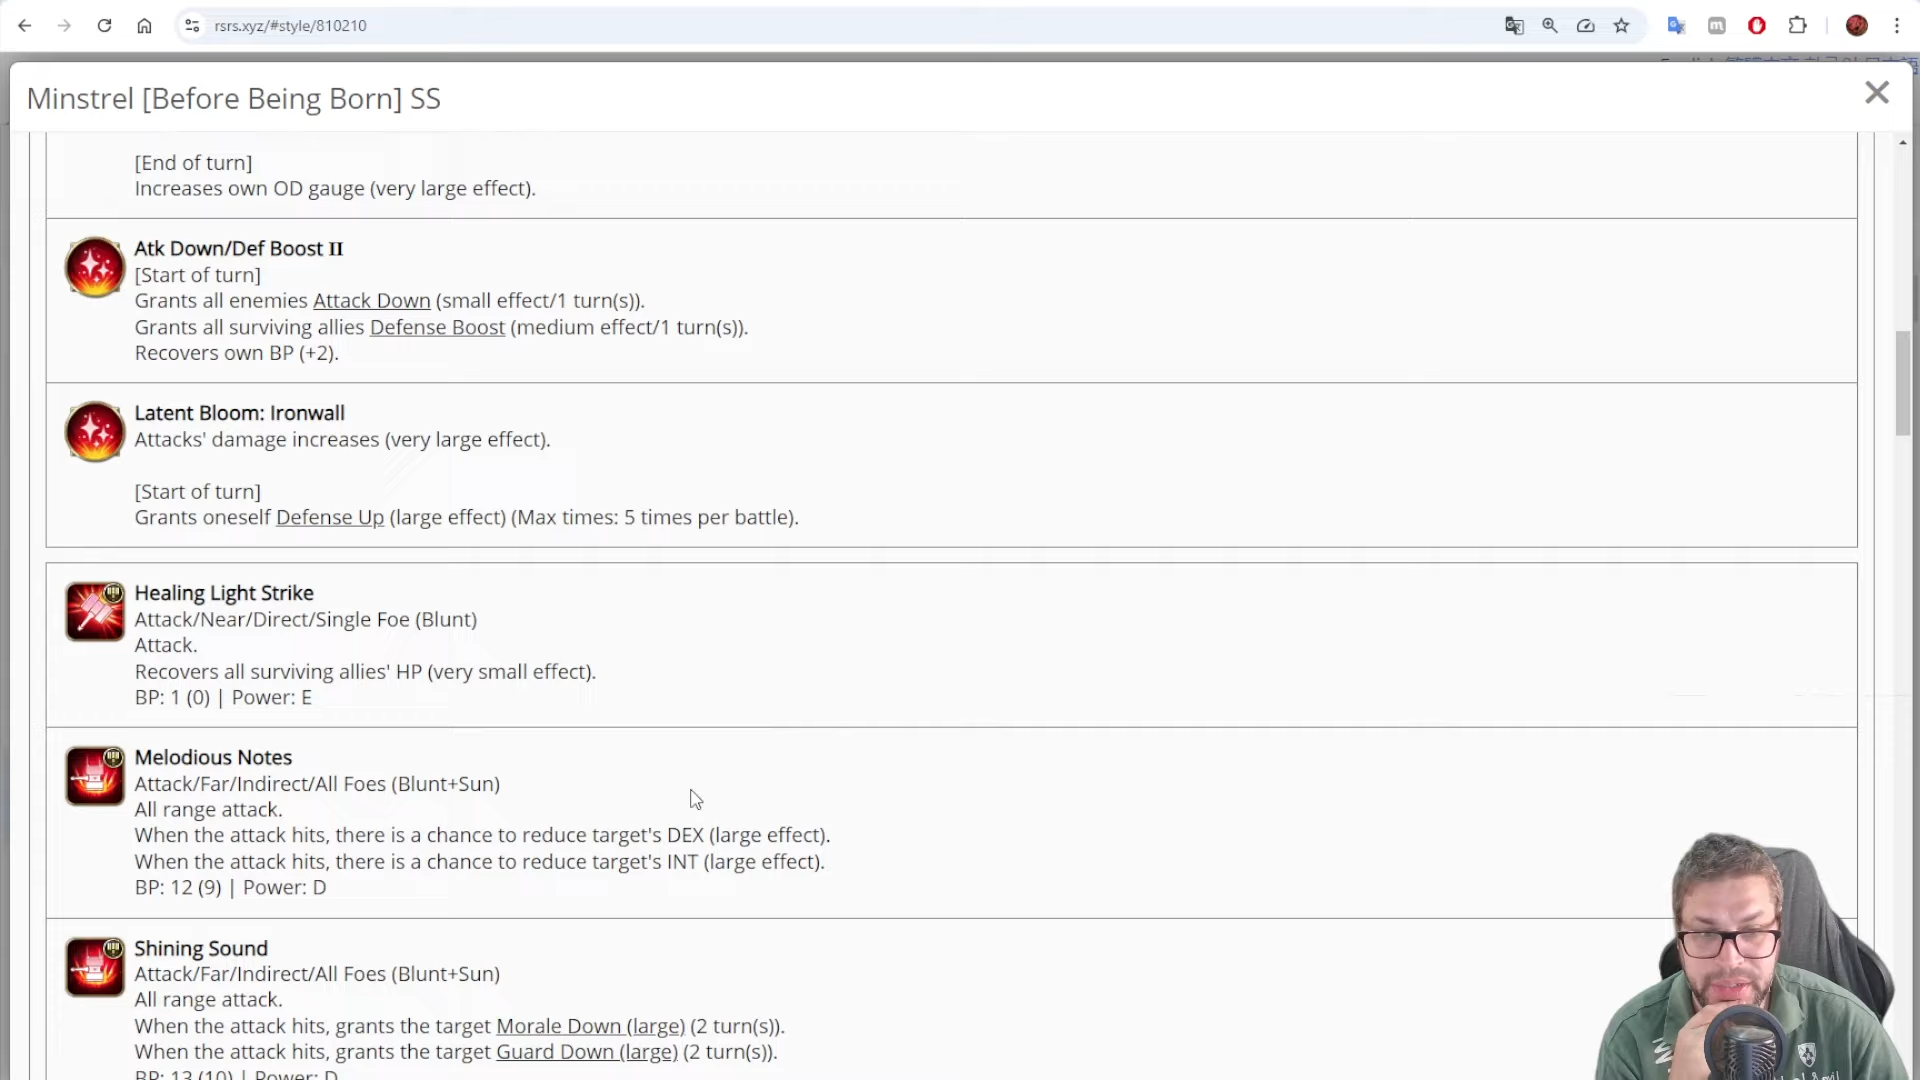 rsrs.xyz/#style/810210
Minstrel [Before Being Born] SS
[End of turn]
Increases own OD gauge (very large effect).
Atk Down/Def Boost II
[Start of turn]
Grants all enemies Attack Down (small effect/1 turn(s)).
Grants all surviving allies Defense Boost (medium effect/1 turn(s)).
Recovers own BP (+2).
Latent Bloom: Ironwall
Attacks' damage increases (very large effect).
[Start of turn]
Grants oneself Defense Up (large effect) (Max times: 5 times per battle).
Healing Light Strike
Attack/Near/Direct/Single Foe (Blunt)
Attack.
Recovers all surviving allies' HP (very small effect).
BP: 1 (0) | Power: E
Melodious Notes
Attack/Far/Indirect/All Foes (Blunt+Sun)
All range attack.
When the attack hits, there is a chance to reduce target's DEX (large effect).
When the attack hits, there is a chance to reduce target's INT (large effect).
BP: 12 (9) | Power: D
Shining Sound
Attack/Far/Indirect/All Foes (Blunt+Sun)
All range attack.
When the attack hits, grants the target Morale Down (large) (2 turn(s)).
When the attack hits, grants the target Guard Down (large) (2 turn(s)).
BP: 13 (10) | Power: D